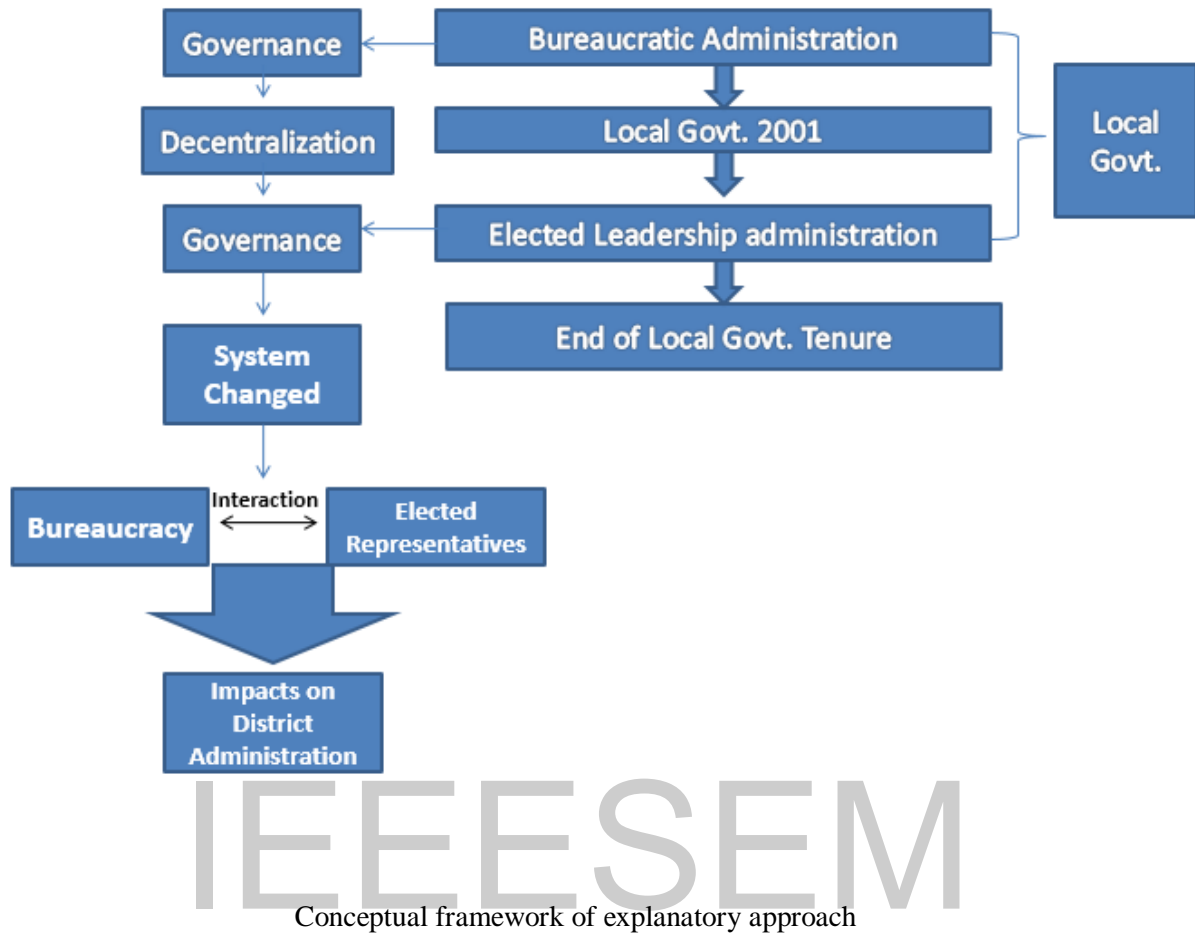 Governance
Bureaucratic Administration
Decentralization
Local Govt. 2001
Local
Govt.
Governance
Elected Leadership administration
System
Changed
End of Local Govt. Tenure
Bureaucracy
Interaction
Elected
Representatives
Impacts on
District
Administration
IEEESEM
Conceptual framework of explanatory approach